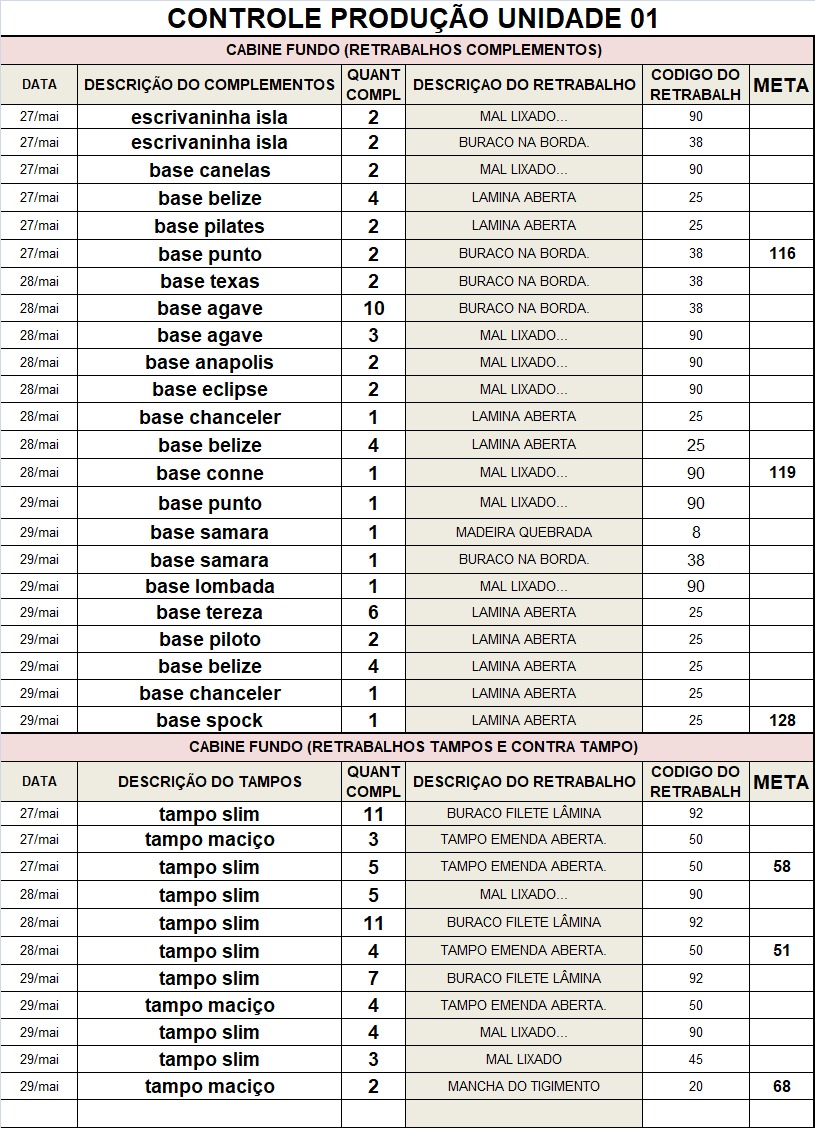 CONTROLE PRODUÇÃO UNIDADE 01
CABINE FUNDO (RETRABALHOS COMPLEMENTOS)
DATA DESCRIÇÃO DO COMPLEMENTOS QUANT COMPL DESCRIÇAO DO RETRABALHO CODIGO DO RETRABALH META
27/mai escrivaninha isla 2 MAL LIXADO... 90
27/mai escrivaninha isla 2 BURACO NA BORDA. 38
27/mai base canelas 2 MAL LIXADO... 90
27/mai base belize 4 LAMINA ABERTA 25
27/mai base pilates 2 LAMINA ABERTA 25
27/mai base punto 2 BURACO NA BORDA. 38 116
28/mai base texas 2 BURACO NA BORDA. 38
28/mai base agave 10 BURACO NA BORDA. 38
28/mai base agave 3 MAL LIXADO... 90
28/mai base anapolis 2 MAL LIXADO... 90
28/mai base eclipse 2 MAL LIXADO... 90
28/mai base chanceler 1 LAMINA ABERTA 25
28/mai base belize 4 LAMINA ABERTA 25
28/mai base conne 1 MAL LIXADO... 90 119
29/mai base punto 1 MAL LIXADO... 90
29/mai base samara 1 MADEIRA QUEBRADA 8
29/mai base samara 1 BURACO NA BORDA. 38
29/mai base lombada 1 MAL LIXADO... 90
29/mai base tereza 6 LAMINA ABERTA 25
29/mai base piloto 2 LAMINA ABERTA 25
29/mai base belize 4 LAMINA ABERTA 25
29/mai base chanceler 1 LAMINA ABERTA 25
29/mai base spock 1 LAMINA ABERTA 25 128
CABINE FUNDO (RETRABALHOS TAMPOS E CONTRA TAMPO)
DATA DESCRIÇÃO DO TAMPOS QUANT COMPL DESCRIÇAO DO RETRABALHO CODIGO DO RETRABALH META
27/mai tampo slim 11 BURACO FILETE LÂMINA 92
27/mai tampo maciço 3 TAMPO EMENDA ABERTA. 50
27/mai tampo slim 5 TAMPO EMENDA ABERTA. 50 58
28/mai tampo slim 5 MAL LIXADO... 90
28/mai tampo slim 11 BURACO FILETE LÂMINA 92
28/mai tampo slim 4 TAMPO EMENDA ABERTA. 50 51
29/mai tampo slim 7 BURACO FILETE LÂMINA 92
29/mai tampo maciço 4 TAMPO EMENDA ABERTA. 50
29/mai tampo slim 4 MAL LIXADO... 90
29/mai tampo slim 3 MAL LIXADO 45
29/mai tampo maciço 2 MANCHA DO TIGIMENTO 20 68